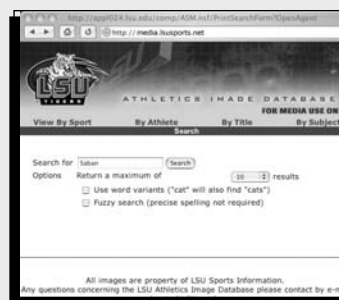 http://appl024.lsu.edu/comp/ASM.nsf/PrintSearchForm?OpenAgent
http://media.lsusports.net
LSU
TIGERS
ATHLETICS IMAGE DATABASE
FOR MEDIA USE ON
View By Sport By Athlete By Title By Subject
Search
Search for Saban Search
Options Return a maximum of 10 results
Use word variants ("cat" will also find "cats")
Fuzzy search (precise spelling not required)
All images are property of LSU Sports Information.
Any questions concerning the LSU Athletics Image Database please contact by e-m